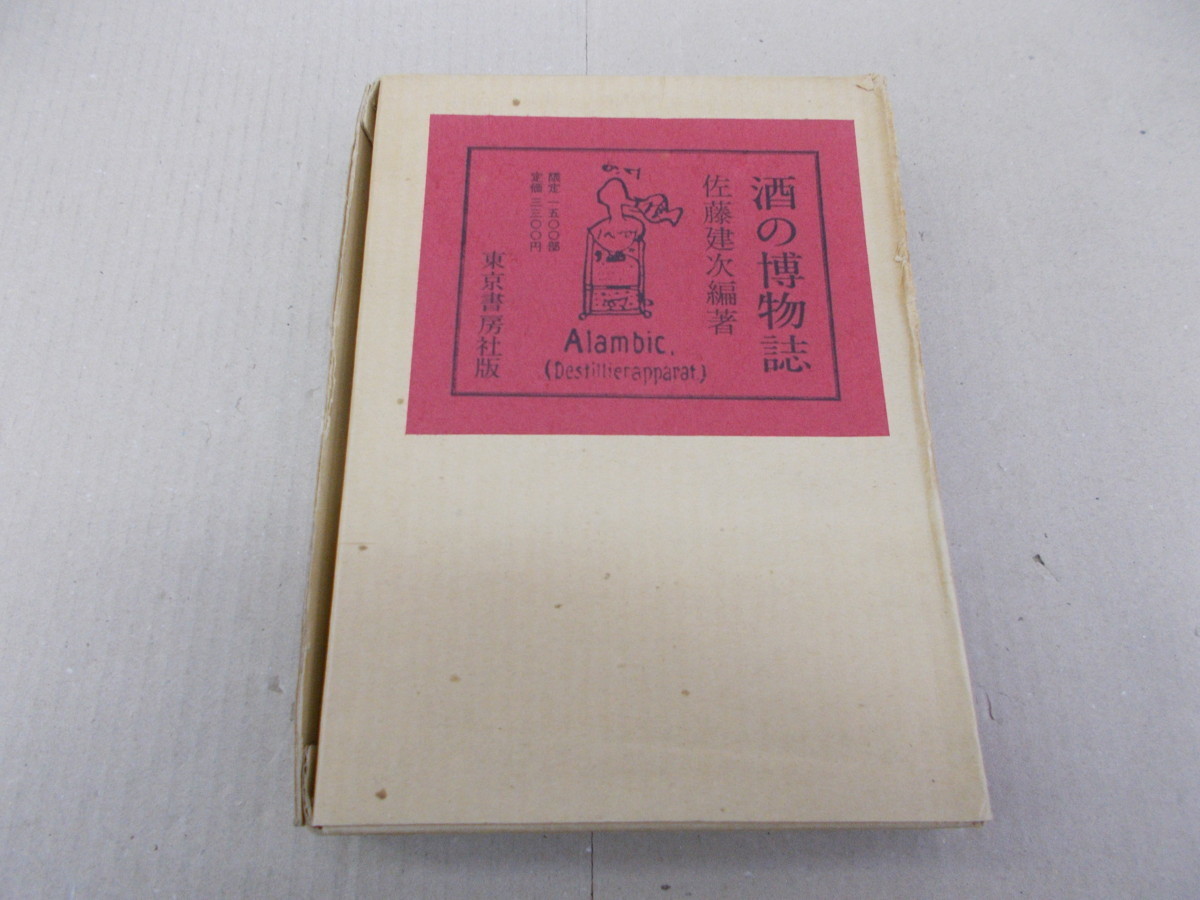 酒の博物誌
佐藤建次編著
限定一五〇〇部
定価三三〇〇円
東京書房社版
Alambic.
(Destillierapparat.)